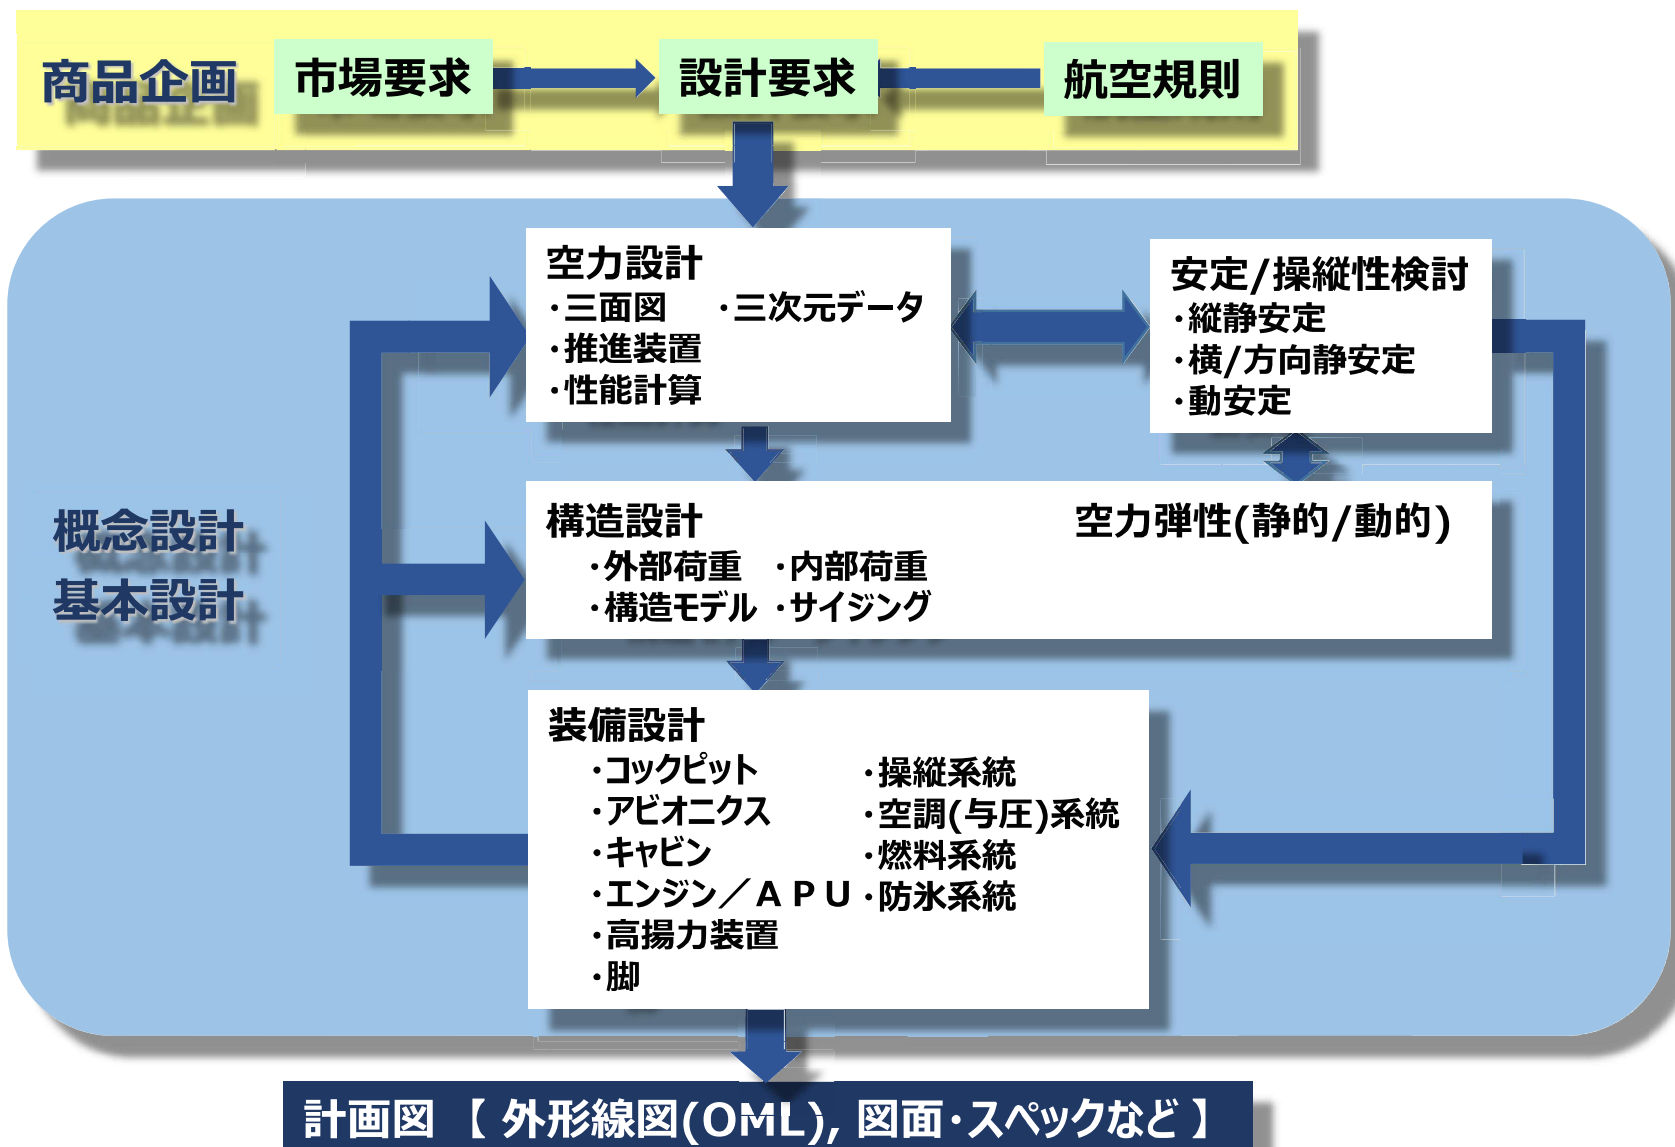 商品企画
市場要求
設計要求
航空規則
空力設計
・三面図 ・三次元データ
・推進装置
・性能計算
安定/操縦性検討
・縦静安定
・横/方向静安定
・動安定
概念設計
基本設計
構造設計 空力弾性(静的/動的)
・外部荷重 ・内部荷重
・構造モデル ・サイジング
装備設計
・コックピット ・操縦系統
・アビオニクス ・空調(与圧)系統
・キャビン ・燃料系統
・エンジン／ＡＰＵ ・防氷系統
・高揚力装置
・脚
計画図 【 外形線図(OML), 図面・スペックなど 】